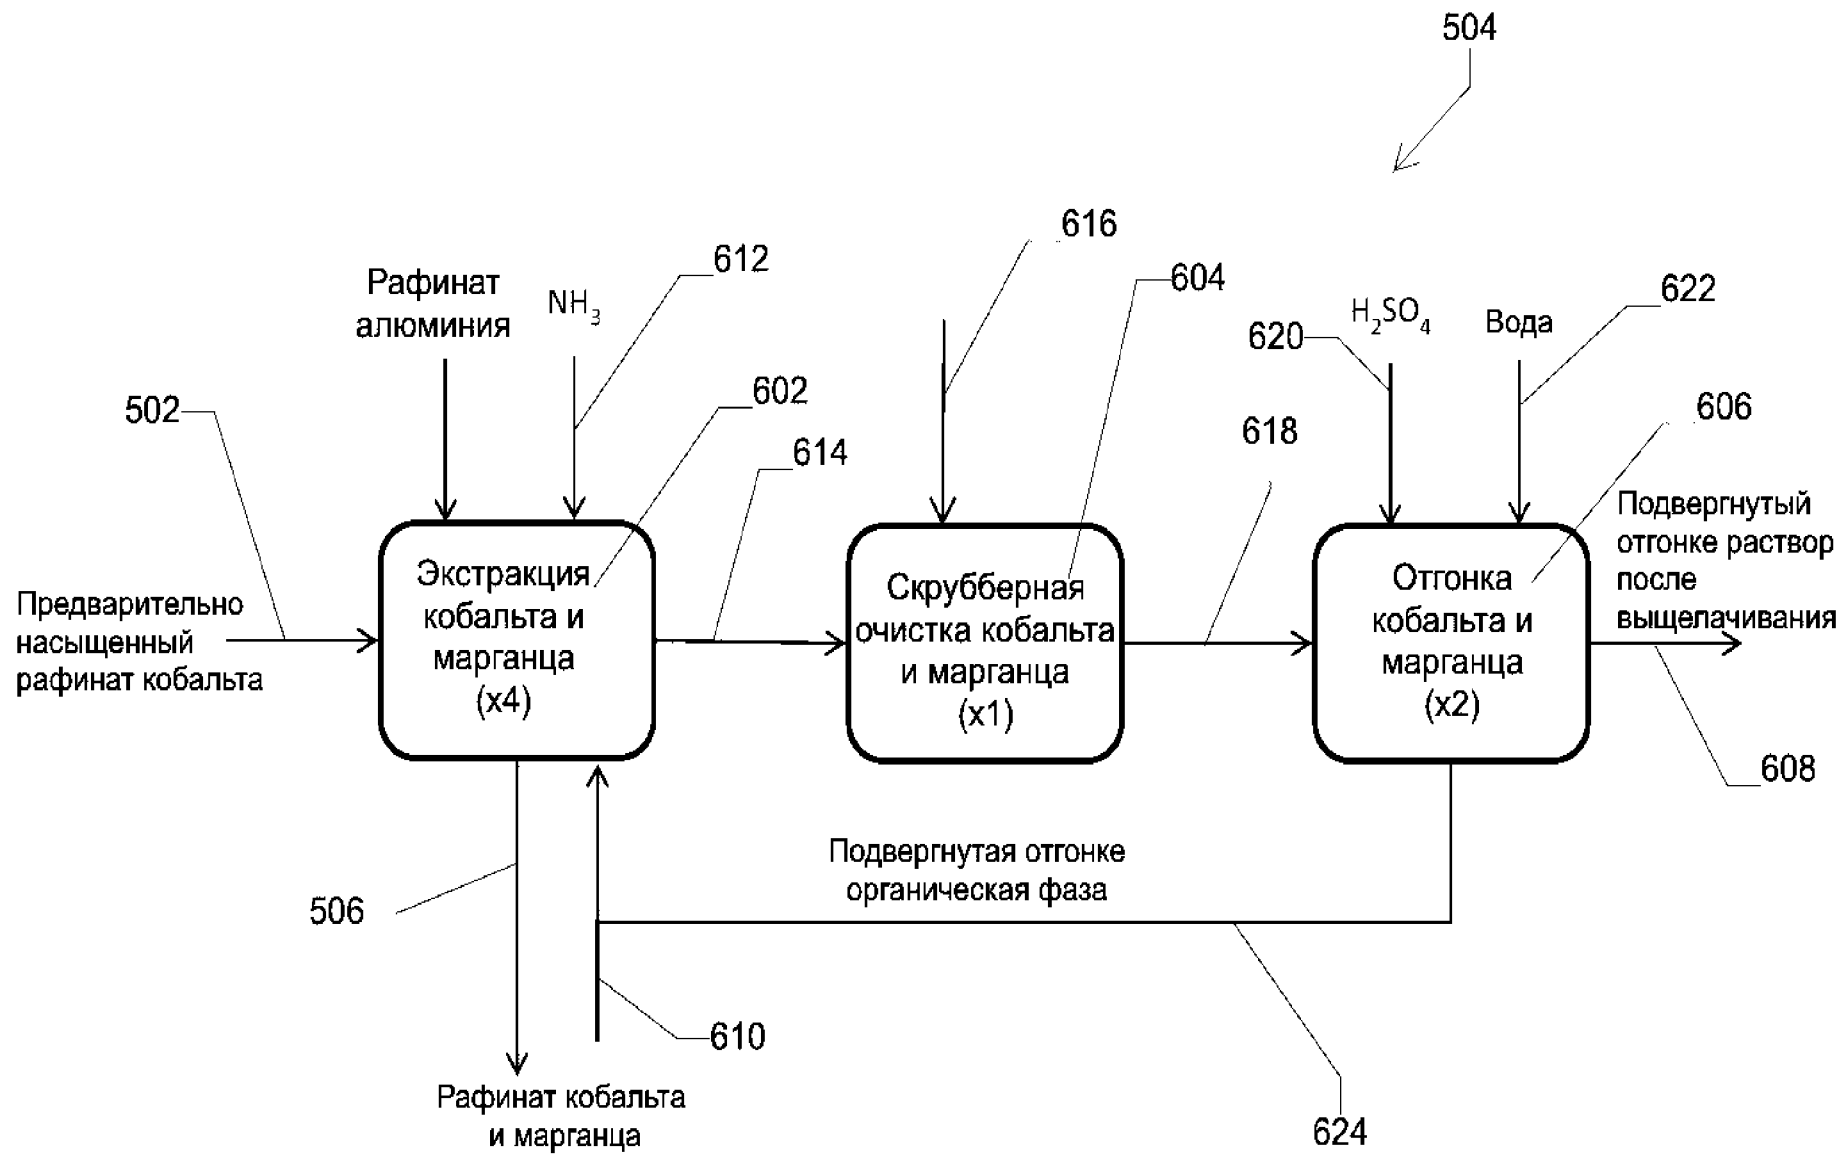 504
616
612
604
Рафинат
алюминия
NH3
622
H2SO4
Вода
620
602
502
606
618
614
Подвергнутый
отгонке раствор
после
выщелачивания
Предварительно
насыщенный
рафинат кобальта
Экстракция
кобальта и
марганца
(x4)
Скрубберная
очистка кобальта
и марганца
(x1)
Отгонка
кобальта и
марганца
(x2)
608
Подвергнутая отгонке
органическая фаза
506
610
Рафинат кобальта
и марганца
624